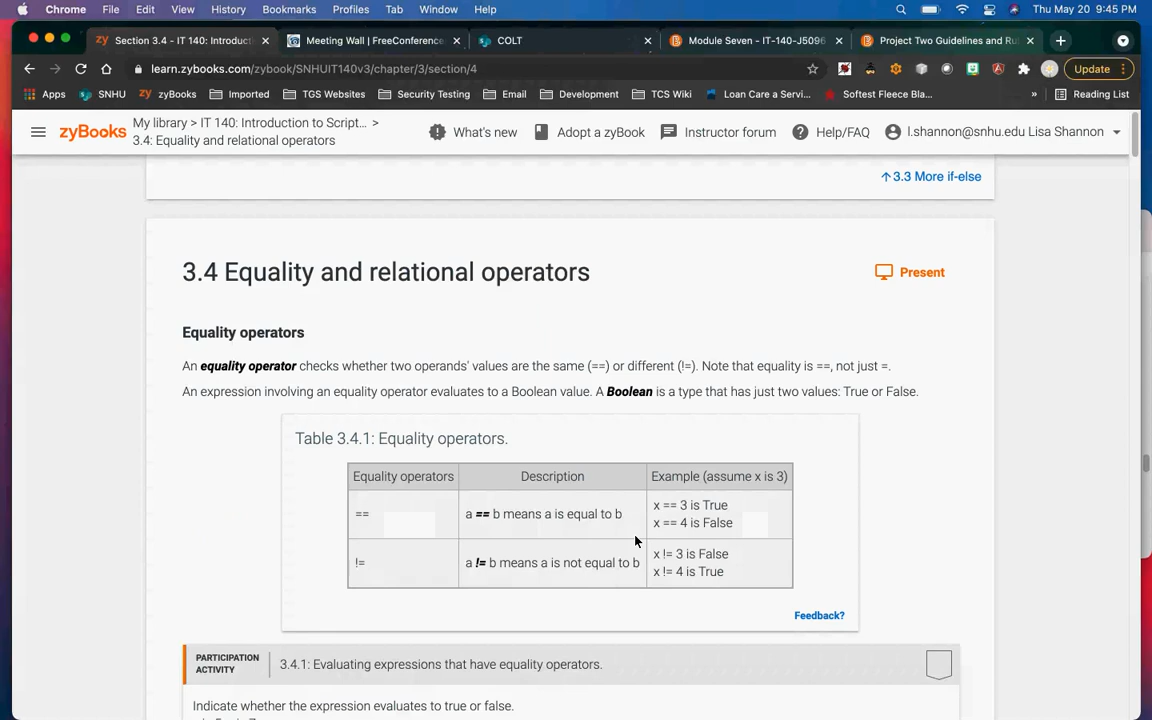 Chrome File Edit View History Bookmarks Profiles Tab Window Help Thu May 20 9:45 PM
Section 3.4 - IT 140: Introducti Meeting Wall | FreeConference. COLT Module Seven - IT-140-J5096 Project Two Guidelines and Ru
learn.zybooks.com/zybook/SNHUIT140v3/chapter/3/section/4 Update
Apps SNHU zyBooks Imported TGS Websites Security Testing Email Development TCS Wiki Loan Care a Servi... Softest Fleece Bla... » Reading List
zyBooks My library > IT 140: Introduction to Script... > What's new Adopt a zyBook Instructor forum Help/FAQ l.shannon@snhu.edu Lisa Shannon
3.4: Equality and relational operators
↑ 3.3 More if-else
3.4 Equality and relational operators Present
Equality operators
An equality operator checks whether two operands' values are the same (==) or different (!=). Note that equality is ==, not just =.
An expression involving an equality operator evaluates to a Boolean value. A Boolean is a type that has just two values: True or False.
Table 3.4.1: Equality operators.
Equality operators Description Example (assume x is 3)
== a == b means a is equal to b x == 3 is True
x == 4 is False
!= a != b means a is not equal to b x != 3 is False
x != 4 is True
Feedback?
PARTICIPATION
ACTIVITY 3.4.1: Evaluating expressions that have equality operators.
Indicate whether the expression evaluates to true or false.